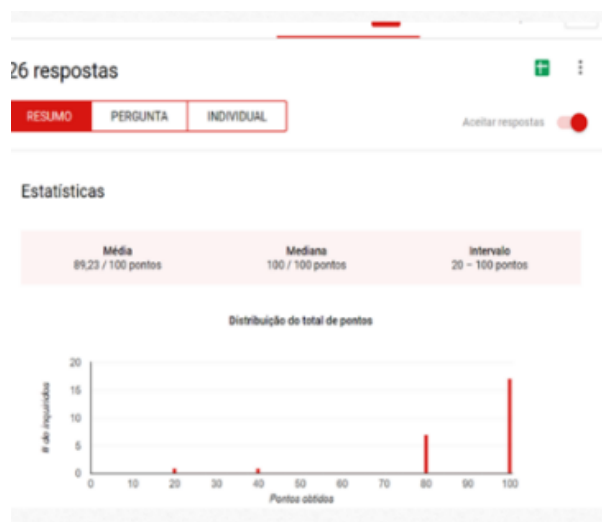 26 respostas
RESUMO PERGUNTA INDIVIDUAL
Aceitar respostas
Estatísticas
Média Mediana Intervalo
89,23 / 100 pontos 100 / 100 pontos 20 – 100 pontos
Distribuição do total de pontos
# de inquiridos
20
15
10
5
0
0 10 20 30 40 50 60 70 80 90 100
Pontos obtidos